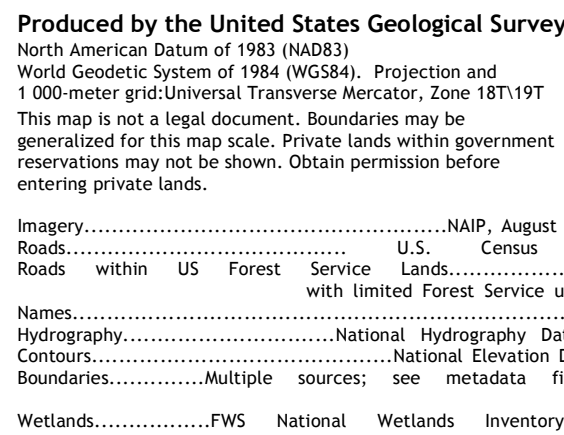 Produced by the United States Geological Survey
North American Datum of 1983 (NAD83)
World Geodetic System of 1984 (WGS84). Projection and
1 000-meter grid:Universal Transverse Mercator, Zone 18T\19T
This map is not a legal document. Boundaries may be
generalized for this map scale. Private lands within government
reservations may not be shown. Obtain permission before
entering private lands.
Imagery.....................................................NAIP, August
Roads......................................... U.S. Census
Roads within US Forest Service Lands.................
with limited Forest Service u
Names........................................................................
Hydrography...............................National Hydrography Dat
Contours............................................National Elevation D
Boundaries..............Multiple sources; see metadata fi
Wetlands.................FWS National Wetlands Inventory